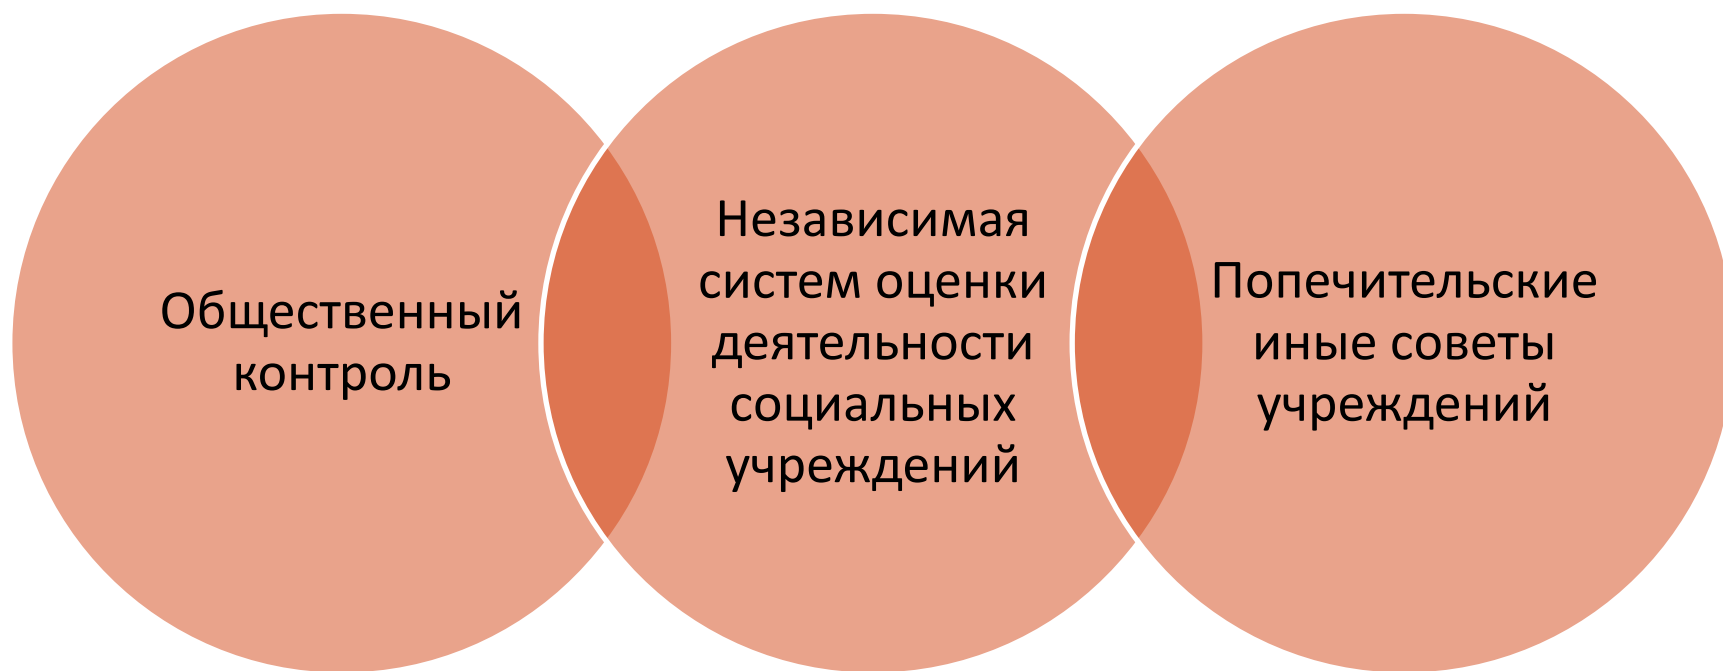 Общественный
контроль
Независимая
систем оценки
деятельности
социальных
учреждений
Попечительские
иные советы
учреждений